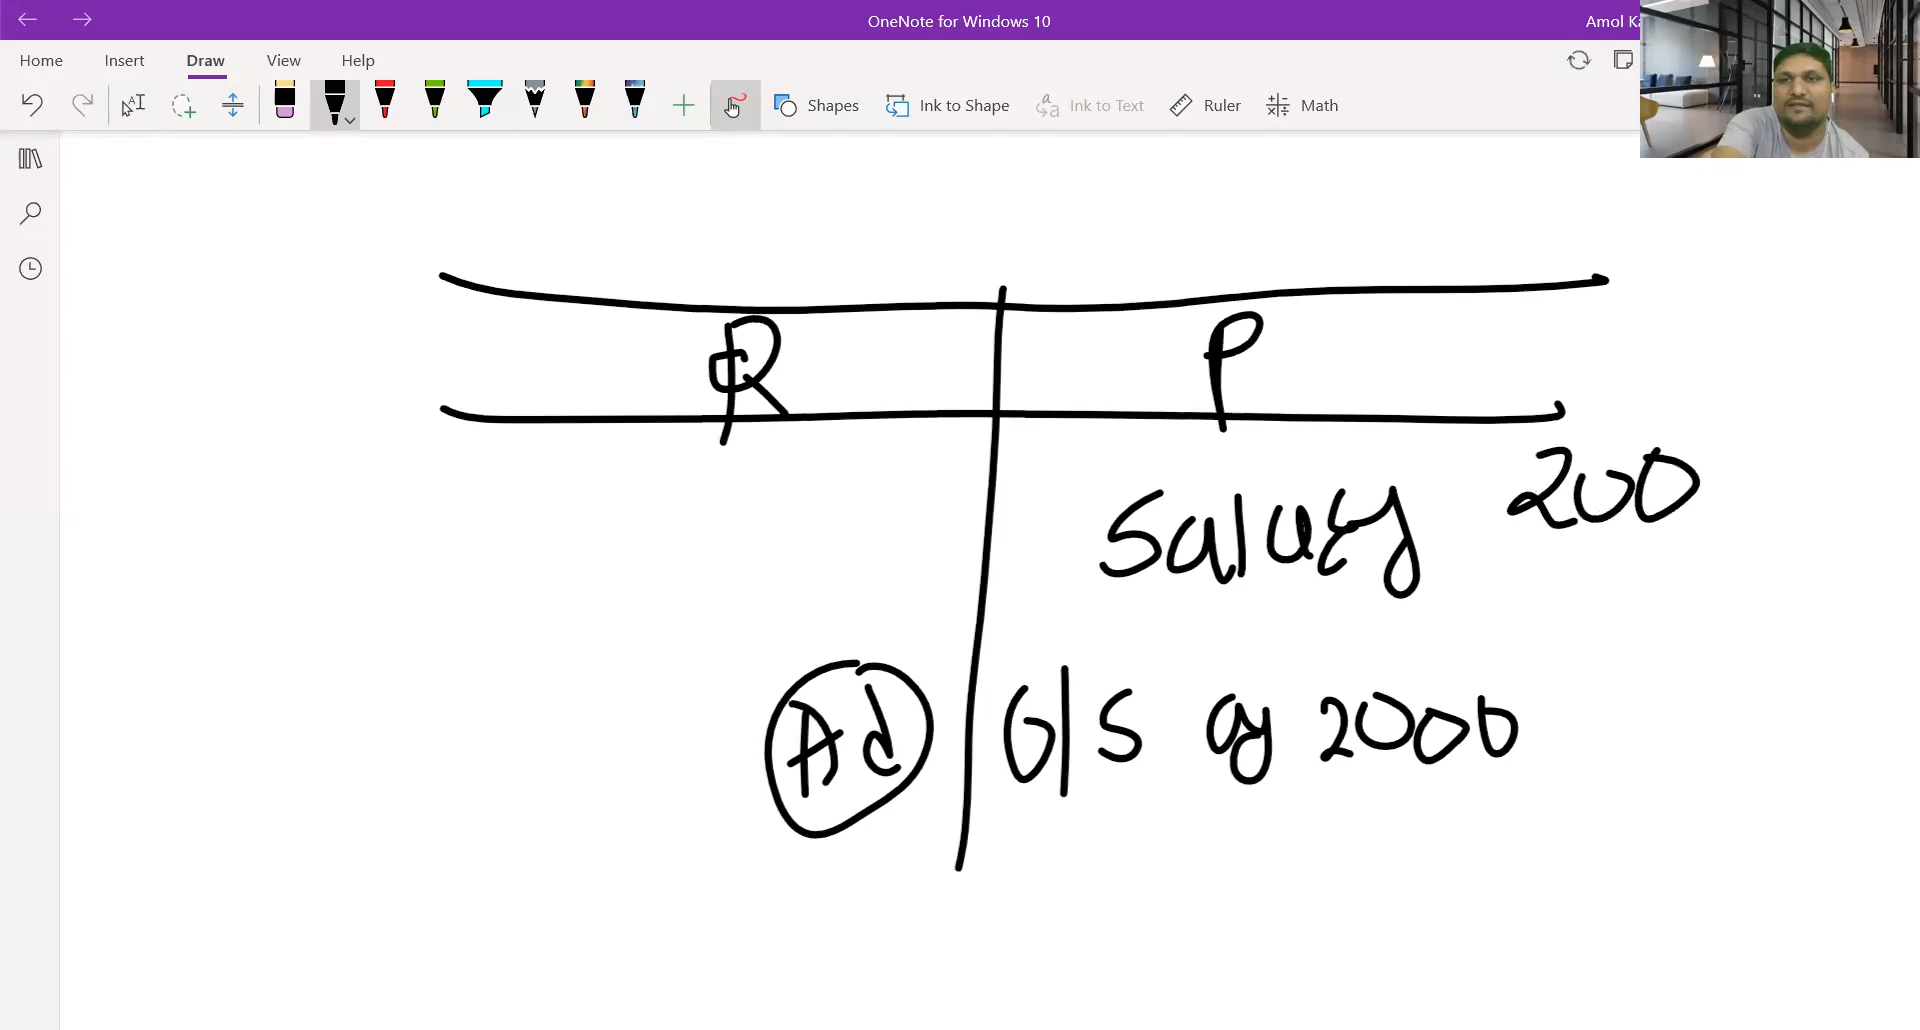 OneNote for Windows 10
Amol Ka
Home Insert Draw View Help
Shapes Ink to Shape Ink to Text Ruler Math
R P
Salary 200
Ad O/S 2000